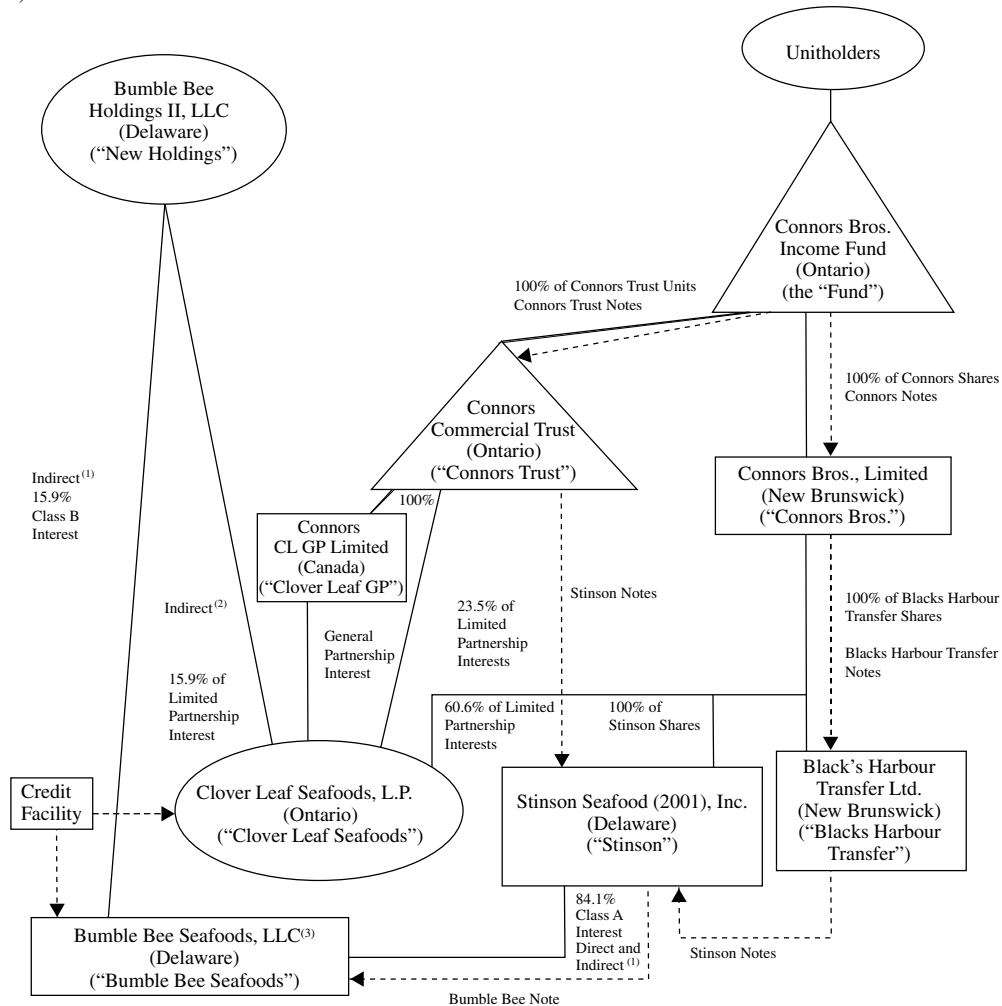 )
Unitholders
Bumble Bee
Holdings II, LLC
(Delaware)
(“New Holdings”)
Connors Bros.
Income Fund
(Ontario)
the “Fund”)
100% of Connors Trust Units
Connors Trust Notes
100% of Connors Shares
Connors Notes
Connors
Commercial Trust
(Ontario)
(“Connors Trust”)
Connors Bros., Limited
(New Brunswick)
(“Connors Bros.”)
Indirect(1)
15.9%
Class B
Interest
100%
Connors
CL GP Limited
(Canada)
(“Clover Leaf GP”)
Indirect(2)
15.9% of
Limited
Partnership
Interest
General
Partnership
Interest
23.5% of
Limited
Partnership
Interests
Stinson Notes
100% of Blacks Harbour
Transfer Shares
Blacks Harbour Transfer
Notes
60.6% of Limited
Partnership
Interests
100% of
Stinson Shares
Credit
Facility
Clover Leaf Seafoods, L.P.
(Ontario)
(“Clover Leaf Seafoods”)
Stinson Seafood (2001), Inc.
(Delaware)
(“Stinson”)
Black's Harbour
Transfer Ltd.
(New Brunswick)
(“Blacks Harbour
Transfer”)
84.1%
Class A
Interest
Direct and
Indirect(1)
Stinson Notes
Bumble Bee Seafoods, LLC(3)
(Delaware)
(“Bumble Bee Seafoods”)
Bumble Bee Note